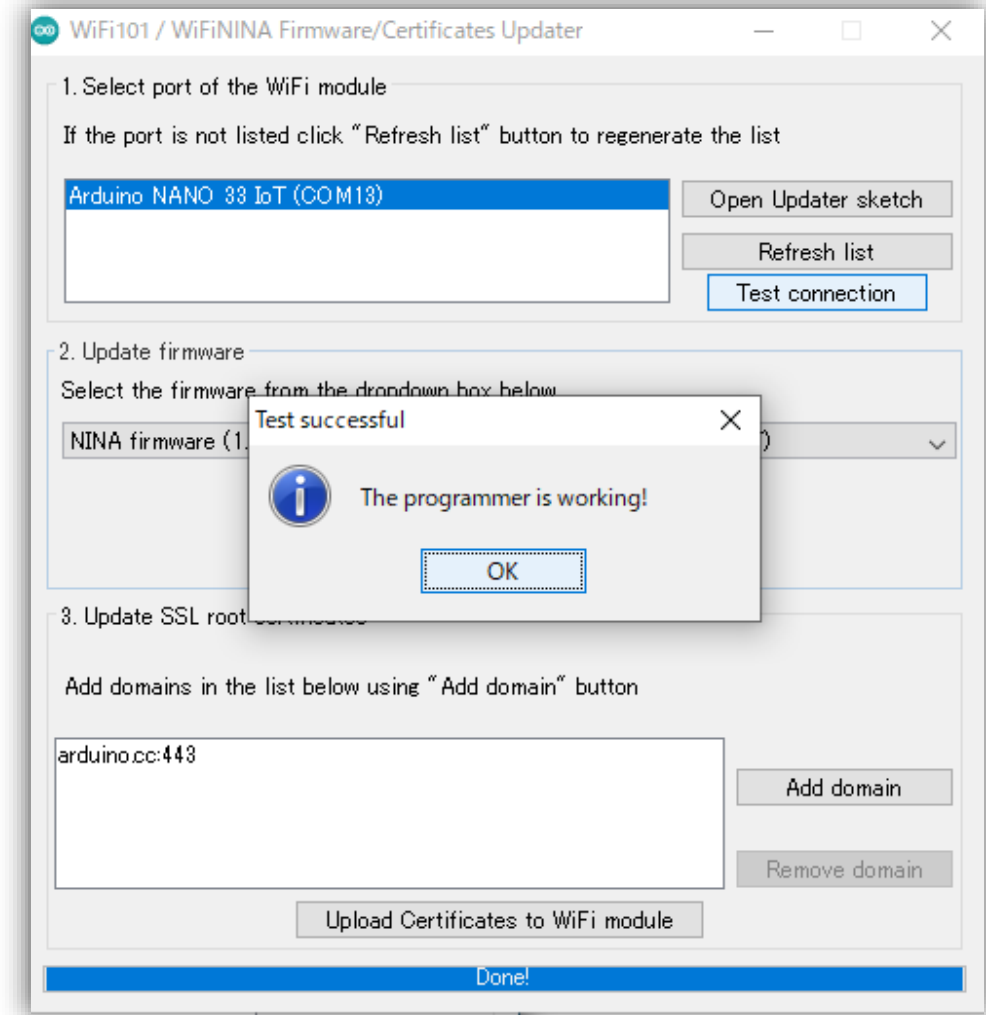 WiFi101 / WiFiNINA Firmware/Certificates Updater
1. Select port of the WiFi module
If the port is not listed click "Refresh list" button to regenerate the list
Arduino NANO 33 IoT (COM13)
Open Updater sketch
Refresh list
Test connection
2. Update firmware
Select the firmware from the dropdown box below
NINA firmware (1.
)
Test successful
The programmer is working!
OK
3. Update SSL root certificates
Add domains in the list below using "Add domain" button
arduino.cc:443
Add domain
Remove domain
Upload Certificates to WiFi module
Done!